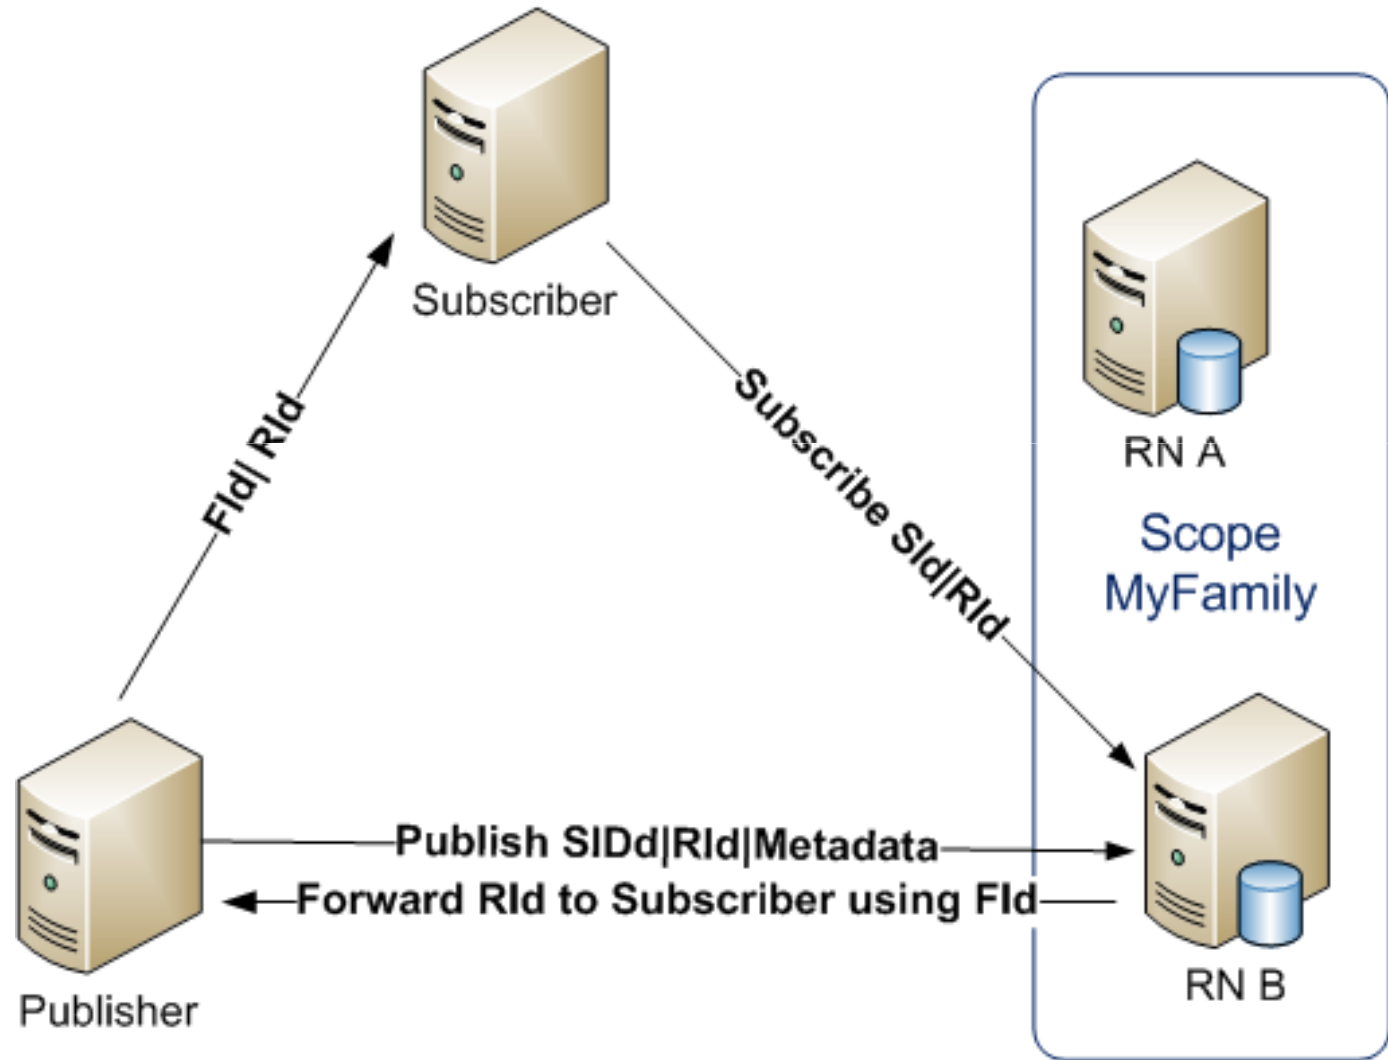 Subscriber
RN A
Scope
MyFamily
FId| RId
Subscribe SId|RId
Publish SIDd|RId|Metadata
Forward RId to Subscriber using FId
Publisher
RN B